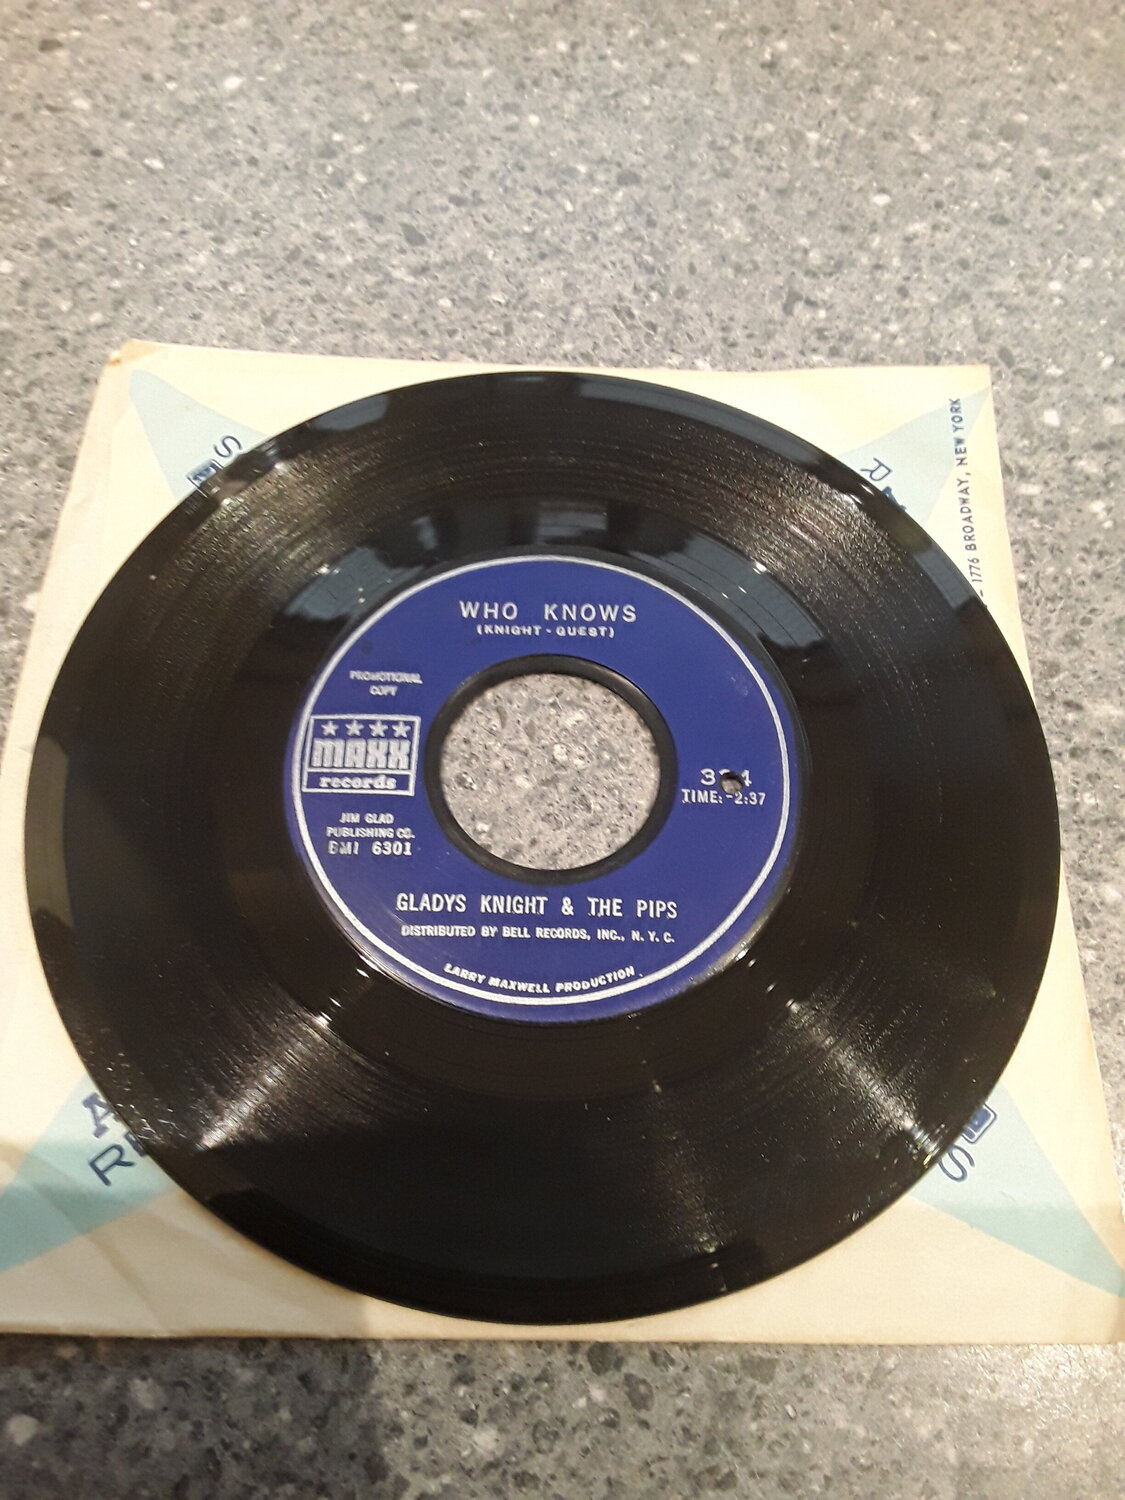 WHO KNOWS
(KNIGHT - GUEST)
PROMOTIONAL
COPY
MAXX
records
TIME:-2:37
JIM GLAD
PUBLISHING CO.
BMI 6301
GLADYS KNIGHT & THE PIPS
DISTRIBUTED BY BELL RECORDS, INC., N. Y. C.
LARRY MAXWELL PRODUCTION
1776 BROADWAY, NEW YORK